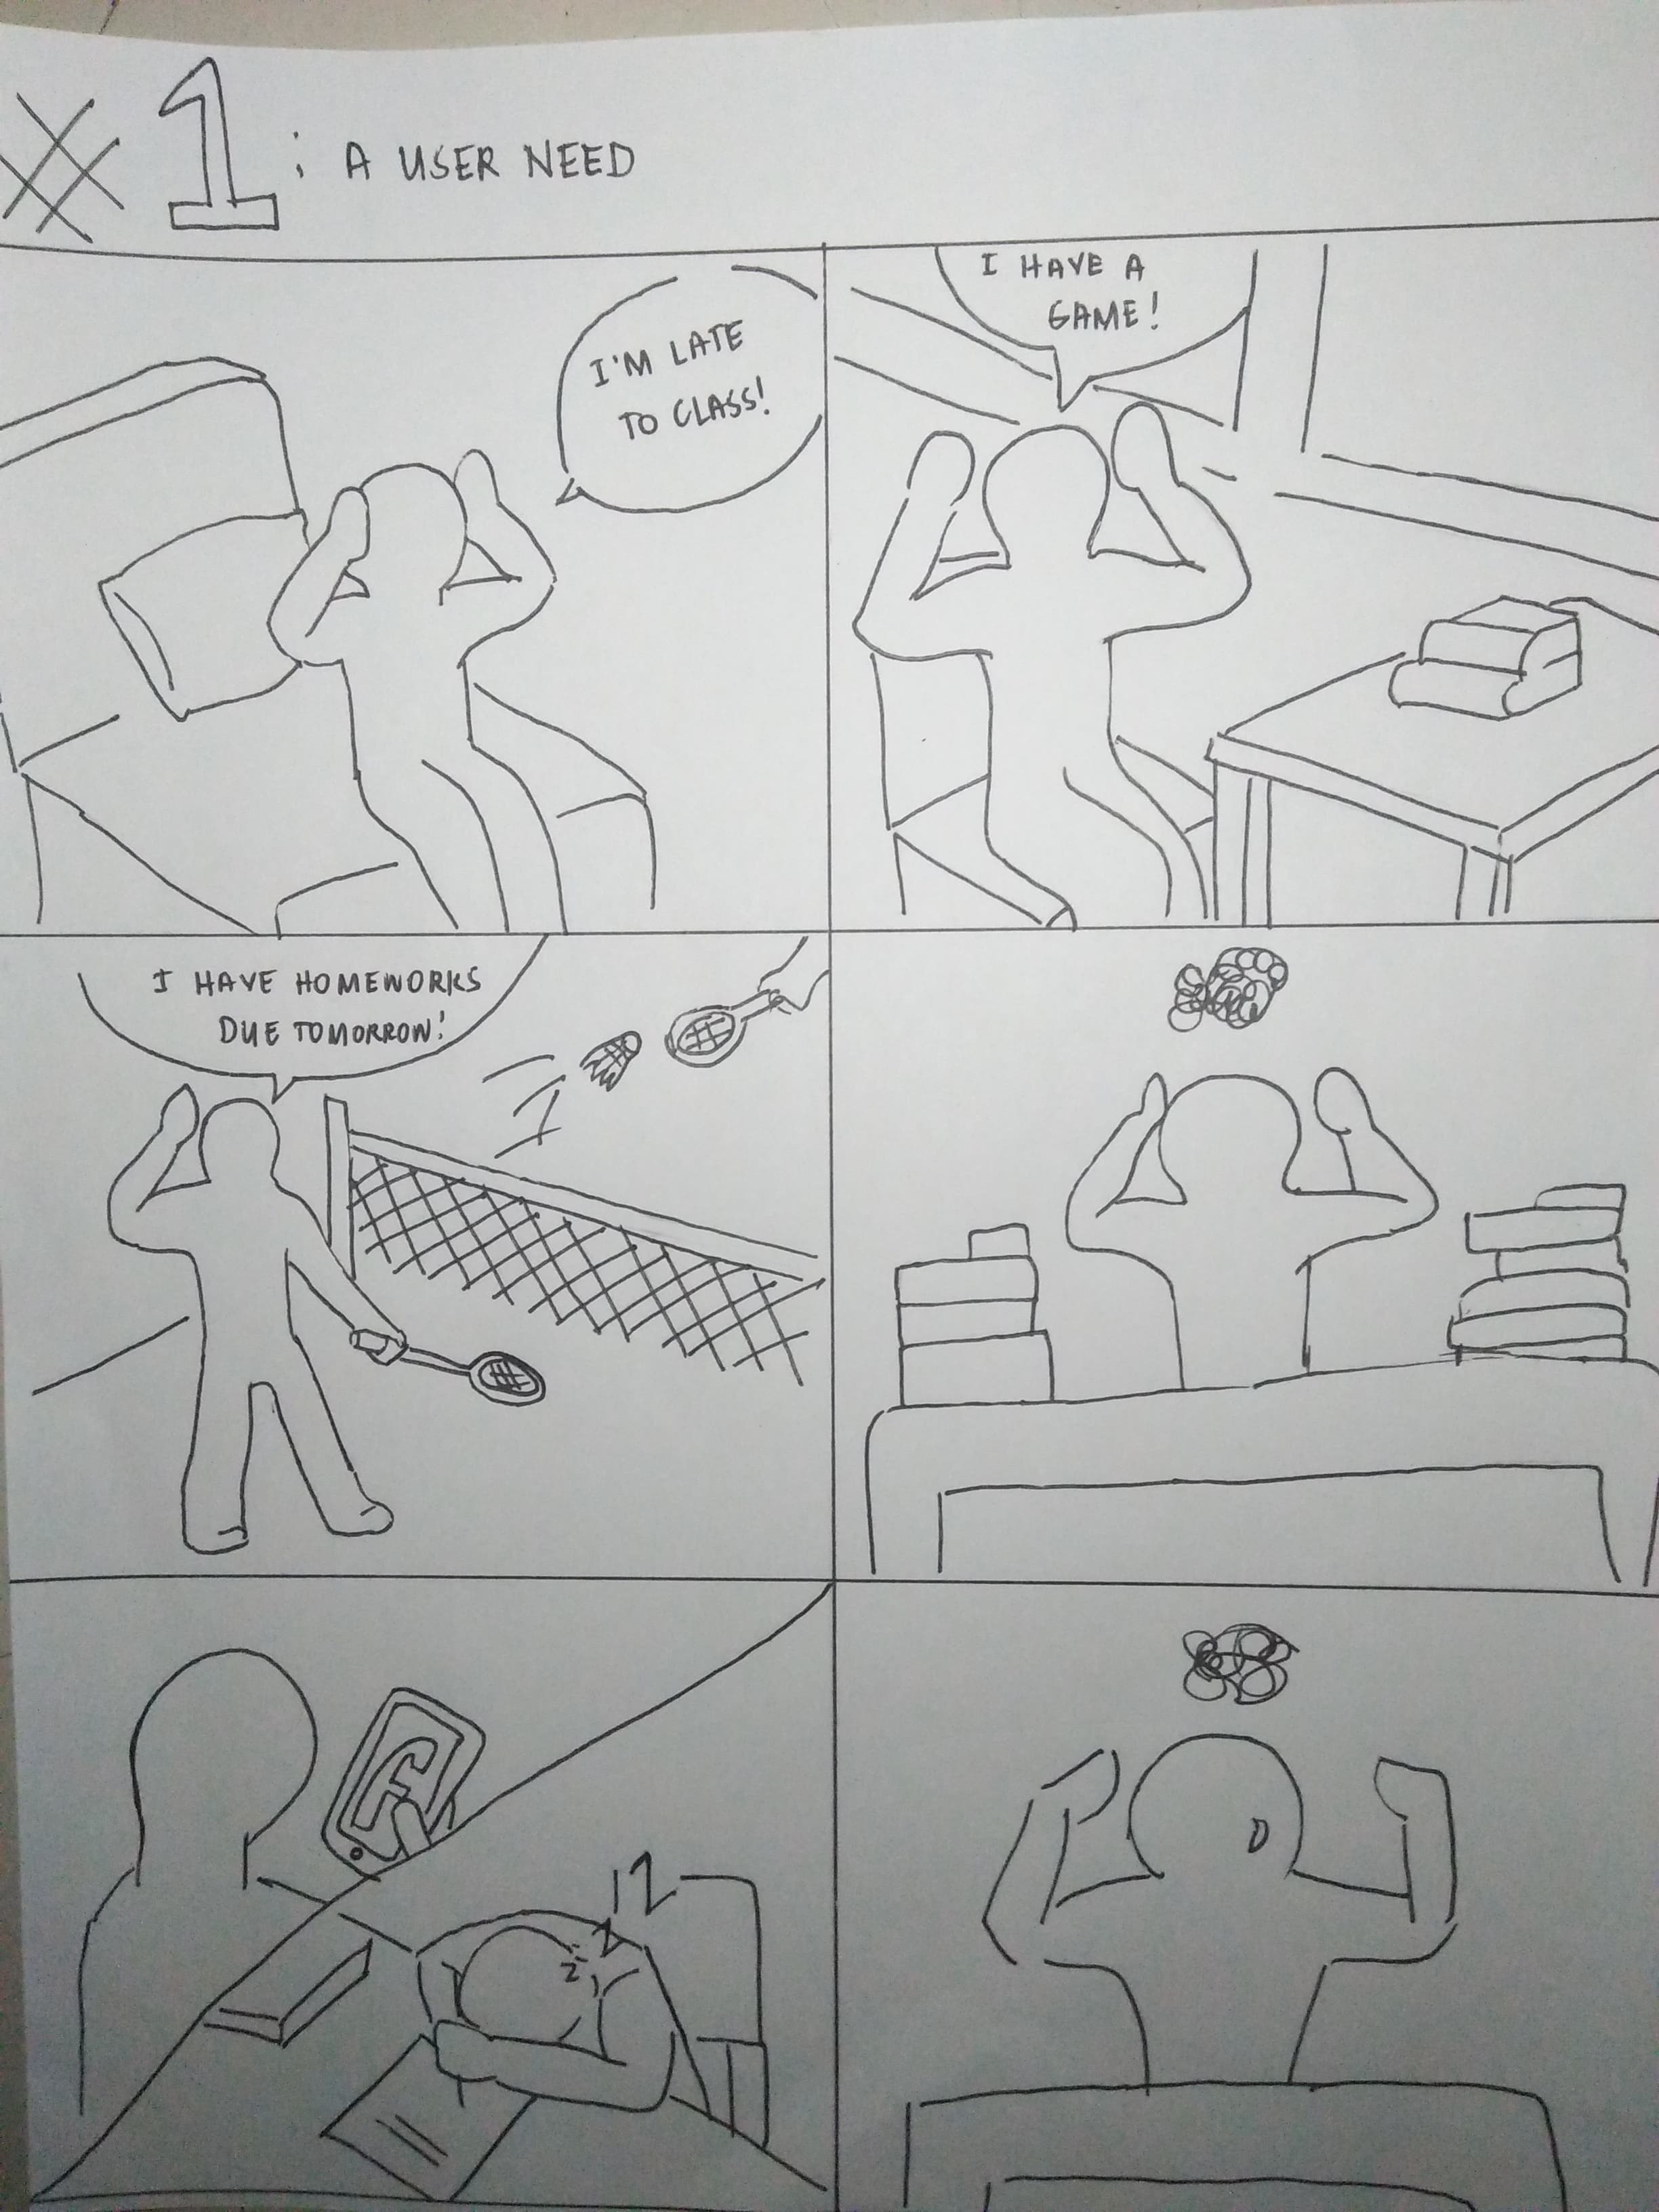 #1: A USER NEED
I'M LATE
TO CLASS!
I HAVE A
GAME!
I HAVE HOMEWORKS
DUE TOMORROW!
f
z
z
Z